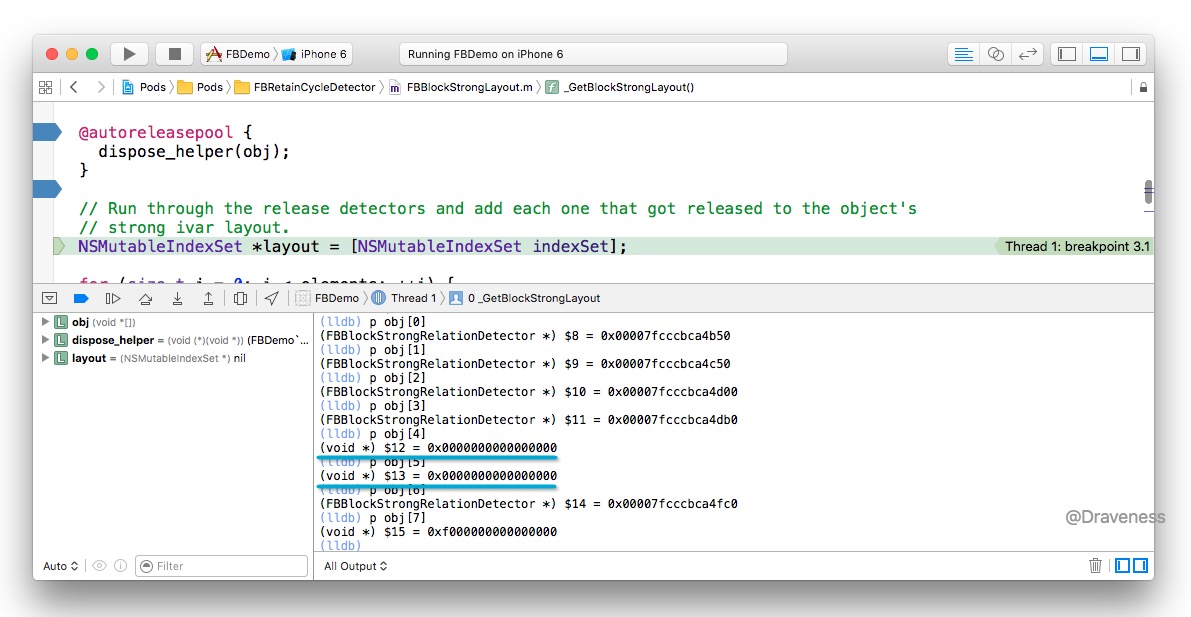 FBDemo iPhone 6 Running FBDemo on iPhone 6
Pods Pods FBRetainCycleDetector m FBBlockStrongLayout.m f _GetBlockStrongLayout()
@autoreleasepool {
dispose_helper(obj);
}
// Run through the release detectors and add each one that got released to the object's
// strong ivar layout.
NSMutableIndexSet *layout = [NSMutableIndexSet indexSet]; Thread 1: breakpoint 3.1
for (size_t i = 0; i < elements; ++i) {
FBDemo Thread 1 0 _GetBlockStrongLayout
L obj (void *[])
L dispose_helper = (void (*)(void *)) (FBDemo`...
L layout = (NSMutableIndexSet *) nil
(lldb) p obj[0]
(FBBlockStrongRelationDetector *) $8 = 0x00007fcccbca4b50
(lldb) p obj[1]
(FBBlockStrongRelationDetector *) $9 = 0x00007fcccbca4c50
(lldb) p obj[2]
(FBBlockStrongRelationDetector *) $10 = 0x00007fcccbca4d00
(lldb) p obj[3]
(FBBlockStrongRelationDetector *) $11 = 0x00007fcccbca4db0
(lldb) p obj[4]
(void *) $12 = 0x0000000000000000
(lldb) p obj[5]
(void *) $13 = 0x0000000000000000
(lldb) p obj[6]
(FBBlockStrongRelationDetector *) $14 = 0x00007fcccbca4fc0
(lldb) p obj[7]
(void *) $15 = 0xf000000000000000
(lldb)
@Draveness
Auto Filter All Output